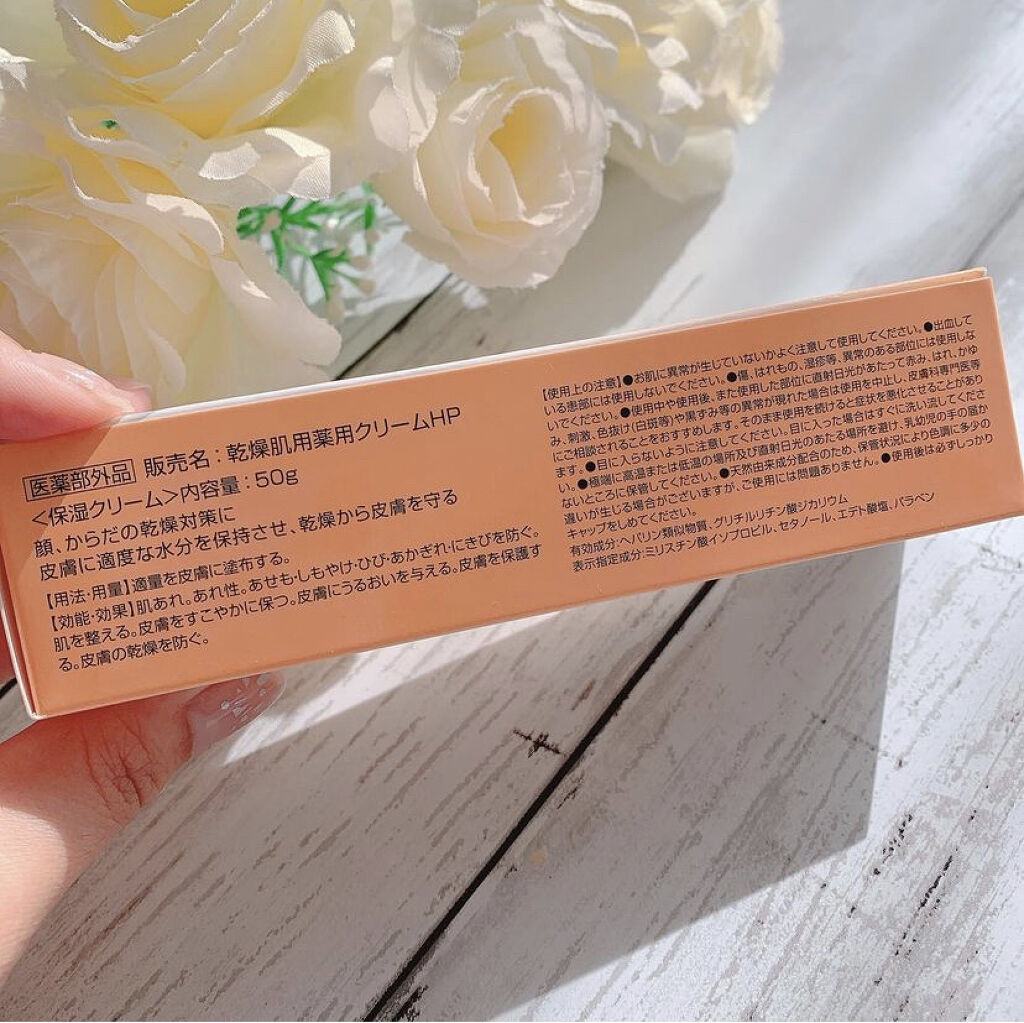 医薬部外品 販売名：乾燥肌用薬用クリームHP
＜保湿クリーム＞内容量：50g
顔、からだの乾燥対策に
皮膚に適度な水分を保持させ、乾燥から皮膚を守る
【用法・用量】適量を皮膚に塗布する。
【効能・効果】肌あれ。あれ性。あせも・しもやけ・ひび・あかぎれ・にきびを防ぐ。
肌を整える。皮膚をすこやかに保つ。皮膚にうるおいを与える。皮膚を保護す
る。皮膚の乾燥を防ぐ。
【使用上の注意】●お肌に異常が生じていないかよく注意して使用してください。●出血して
いる患部には使用しないでください。●傷、はれもの、湿疹等、異常のある部位には使用しな
いでください。●使用中や使用後、また使用した部位に直射日光があたって赤み、はれ、かゆ
み、刺激、色抜け(白斑等)や黒ずみ等の異常が現れた場合は使用を中止し、皮膚科専門医等
にご相談されることをおすすめします。そのまま使用を続けると症状を悪化させることがあり
ます。●目に入らないように注意してください。目に入った場合はすぐに洗い流してくださ
い。●極端に高温または低温の場所及び直射日光のあたる場所を避け、乳幼児の手の届か
ないところに保管してください。●天然由来成分配合のため、保管状況により色調に多少の
違いが生じる場合がございますが、ご使用には問題ありません。●使用後は必ずしっかり
キャップをしめてください。
有効成分：ヘパリン類似物質、グリチルリチン酸ジカリウム
表示指定成分：ミリスチン酸イソプロピル、セタノール、エデト酸塩、パラベン